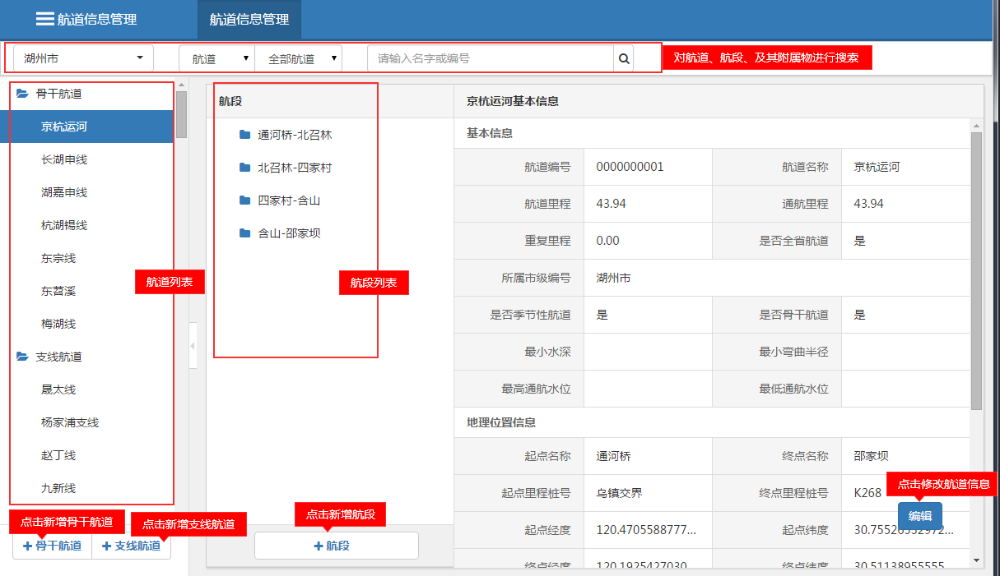 航道信息管理 航道信息管理
湖州市 航道 全部航道 请输入名字或编号 对航道、航段、及其附属物进行搜索
骨干航道
京杭运河
长湖申线
湖嘉申线
杭湖锡线
东宗线
东苕溪
梅湖线
支线航道
晟太线
杨家浦支线
赵丁线
九新线
航道列表
点击新增骨干航道 点击新增支线航道
骨干航道 支线航道
航段
通河桥-北召林
北召林-四家村
四家村-含山
含山-邵家坝
航段列表
点击新增航段
航段
京杭运河基本信息
基本信息
航道编号 0000000001 航道名称 京杭运河
航道里程 43.94 通航里程 43.94
重复里程 0.00 是否全省航道 是
所属市级编号 湖州市
是否季节性航道 是 是否骨干航道 是
最小水深 最小弯曲半径
最高通航水位 最低通航水位
地理位置信息
起点名称 通河桥 终点名称 邵家坝
起点里程桩号 乌镇交界 终点里程桩号 K268
点击修改航道信息
编辑
起点经度 120.4705588777... 起点纬度
终点经度 120.1925427030 终点纬度 30.51138955555